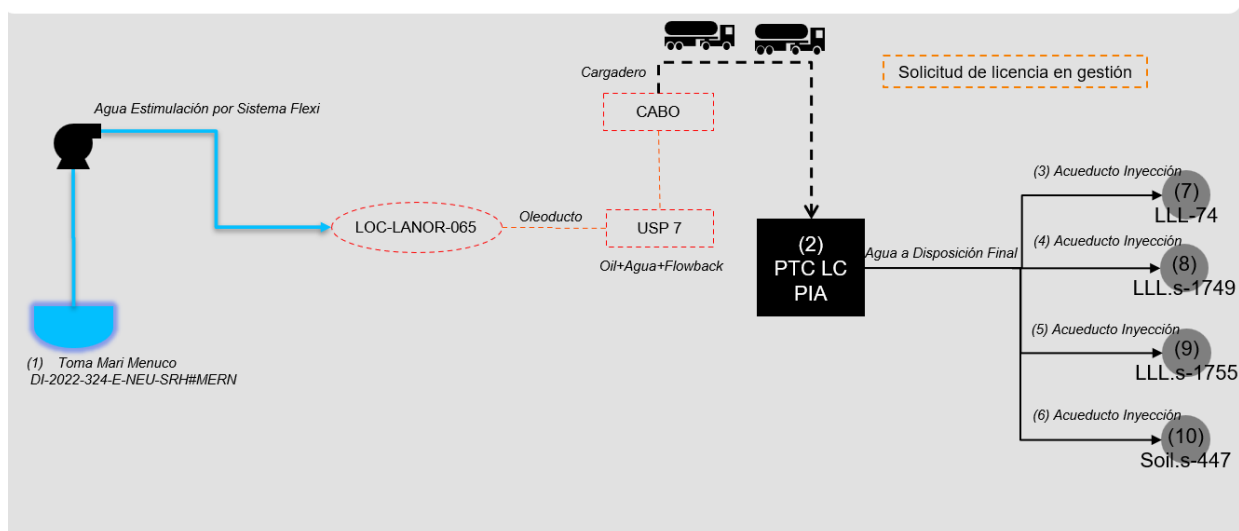 Cargadero
Solicitud de licencia en gestión
Agua Estimulación por Sistema Flexi
CABO
LOC-LANOR-065
Oleoducto
USP 7
Oil+Agua+Flowback
(2)
PTC LC
PIA
Agua a Disposición Final
(3) Acueducto Inyección
(7)
LLL-74
(4) Acueducto Inyección
(8)
LLL.s-1749
(5) Acueducto Inyección
(9)
LLL.s-1755
(6) Acueducto Inyección
(10)
Soil.s-447
(1) Toma Mari Menuco
DI-2022-324-E-NEU-SRH#MERN